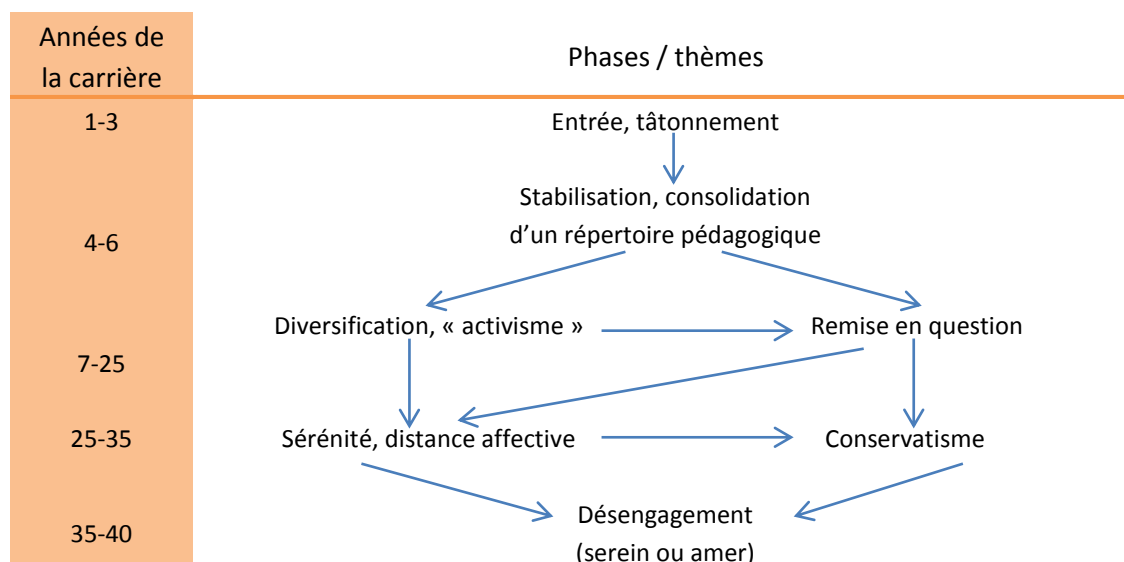 Années de
la carrière
Phases / thèmes
1-3
Entrée, tâtonnement
Stabilisation, consolidation
d’un répertoire pédagogique
4-6
Diversification, « activisme »
Remise en question
7-25
25-35
Sérénité, distance affective
Conservatisme
Désengagement
35-40
(serein ou amer)